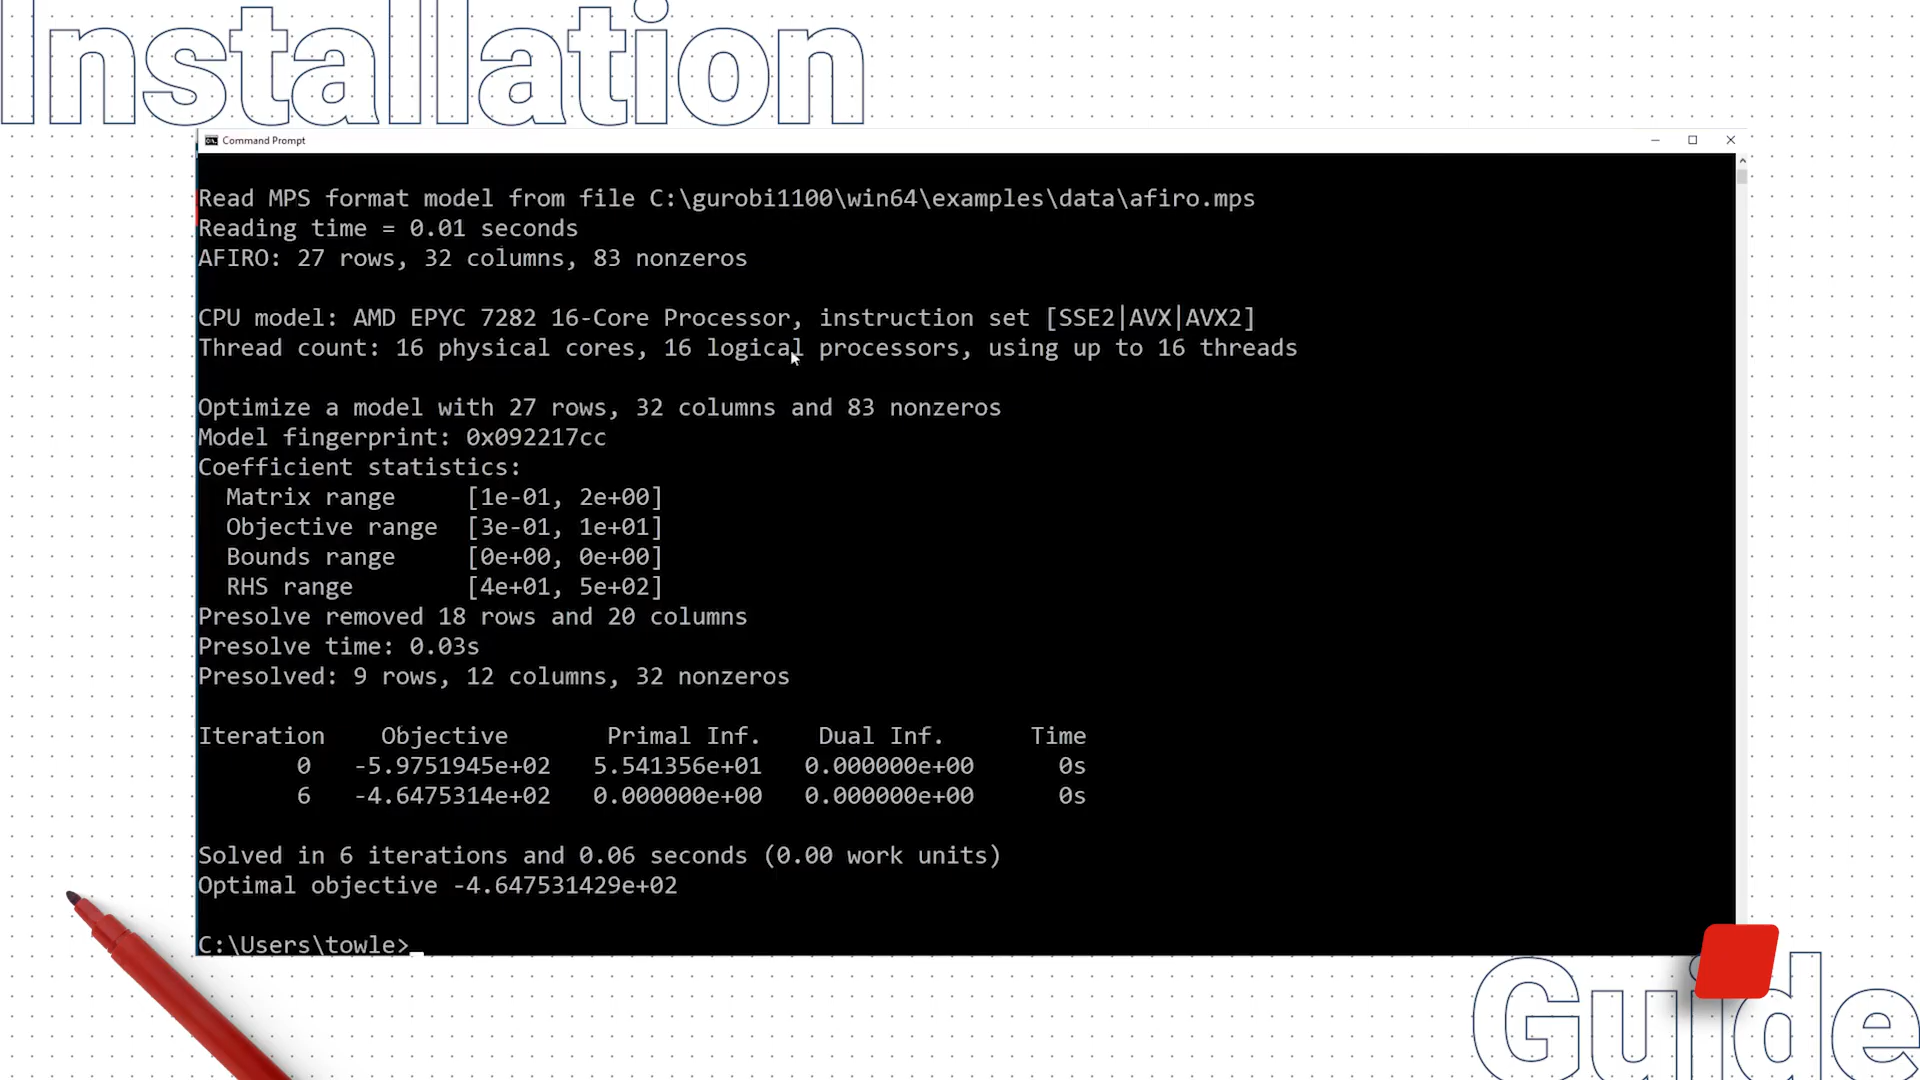 Installation
Command Prompt
Read MPS format model from file C:\gurobi1100\win64\examples\data\afiro.mps
Reading time = 0.01 seconds
AFIRO: 27 rows, 32 columns, 83 nonzeros
CPU model: AMD EPYC 7282 16-Core Processor, instruction set [SSE2|AVX|AVX2]
Thread count: 16 physical cores, 16 logical processors, using up to 16 threads
Optimize a model with 27 rows, 32 columns and 83 nonzeros
Model fingerprint: 0x092217cc
Coefficient statistics:
Matrix range [1e-01, 2e+00]
Objective range [3e-01, 1e+01]
Bounds range [0e+00, 0e+00]
RHS range [4e+01, 5e+02]
Presolve removed 18 rows and 20 columns
Presolve time: 0.03s
Presolved: 9 rows, 12 columns, 32 nonzeros
Iteration Objective Primal Inf. Dual Inf. Time
0 -5.9751945e+02 5.541356e+01 0.000000e+00 0s
6 -4.6475314e+02 0.000000e+00 0.000000e+00 0s
Solved in 6 iterations and 0.06 seconds (0.00 work units)
Optimal objective -4.647531429e+02
C:\Users\towle>
Guide